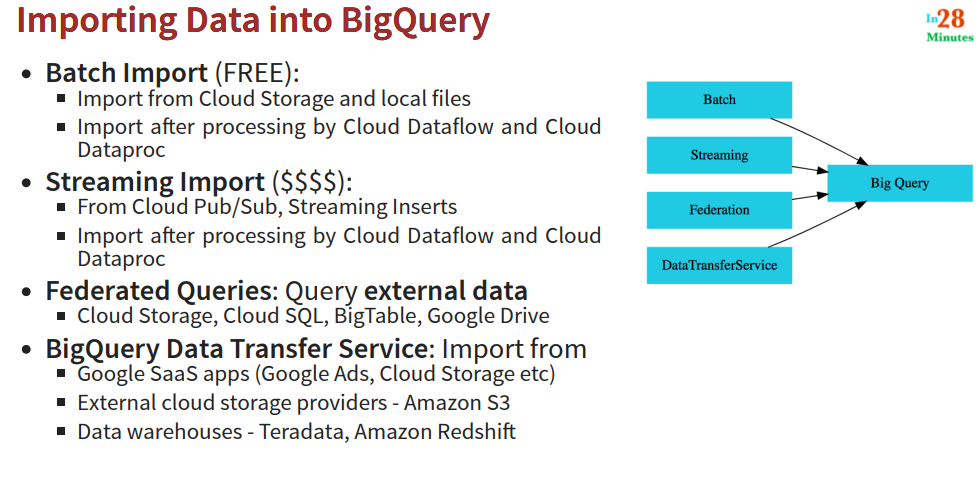 Importing Data into BigQuery
In28
Minutes
• Batch Import (FREE):
▪ Import from Cloud Storage and local files
▪ Import after processing by Cloud Dataflow and Cloud
Dataproc
• Streaming Import ($$$$):
▪ From Cloud Pub/Sub, Streaming Inserts
▪ Import after processing by Cloud Dataflow and Cloud
Dataproc
• Federated Queries: Query external data
▪ Cloud Storage, Cloud SQL, BigTable, Google Drive
• BigQuery Data Transfer Service: Import from
▪ Google SaaS apps (Google Ads, Cloud Storage etc)
▪ External cloud storage providers - Amazon S3
▪ Data warehouses - Teradata, Amazon Redshift
Batch
Streaming
Federation
DataTransferService
Big Query